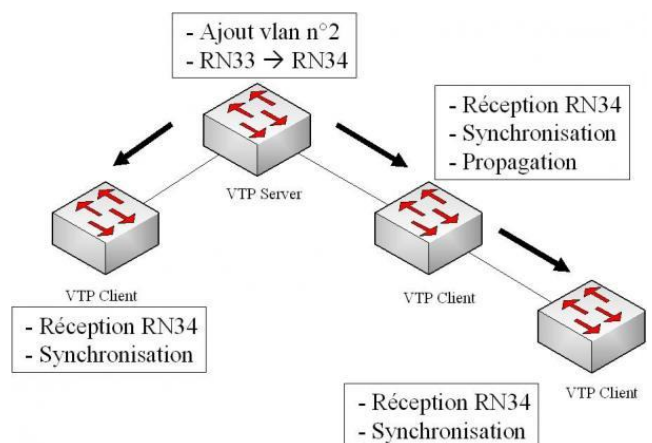 - Ajout vlan n°2
- RN33 → RN34
VTP Server
- Réception RN34
- Synchronisation
- Propagation
VTP Client
- Réception RN34
- Synchronisation
VTP Client
VTP Client
- Réception RN34
- Synchronisation